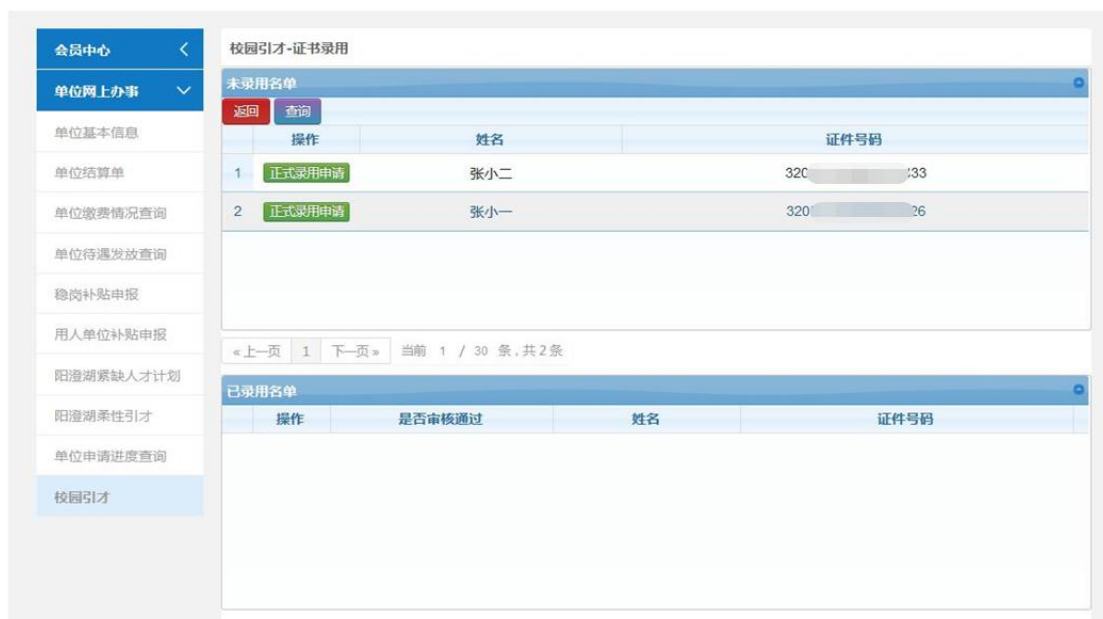 会员中心
单位网上办事
单位基本信息
单位结算单
单位缴费情况查询
单位待遇发放查询
稳岗补贴申报
用人单位补贴申报
阳澄湖紧缺人才计划
阳澄湖柔性引才
单位申请进度查询
校园引才
校园引才-证书录用
未录用名单
返回 查询
操作 姓名 证件号码
1 正式录用申请 张小二 320 33
2 正式录用申请 张小一 320 26
«上一页 1 下一页» 当前 1 / 30 条,共2条
已录用名单
操作 是否审核通过 姓名 证件号码